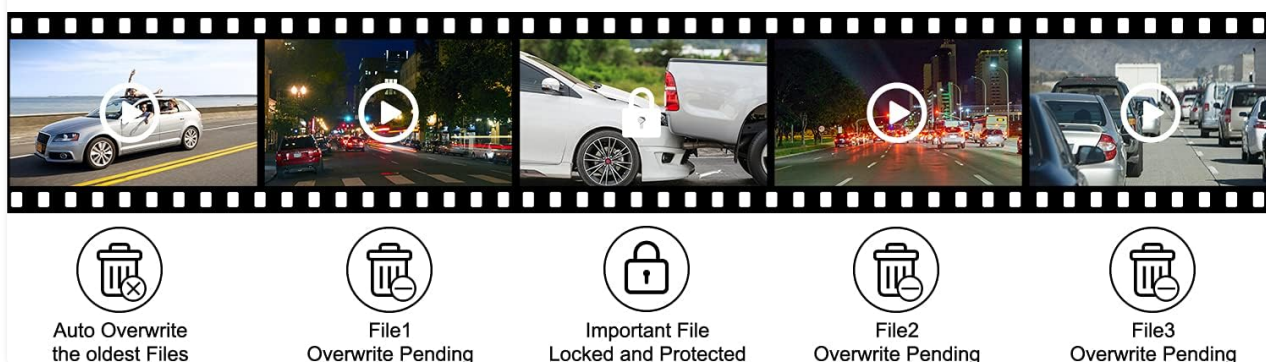 Auto Overwrite
the oldest Files
File1
Overwrite Pending
Important File
Locked and Protected
File2
Overwrite Pending
File3
Overwrite Pending